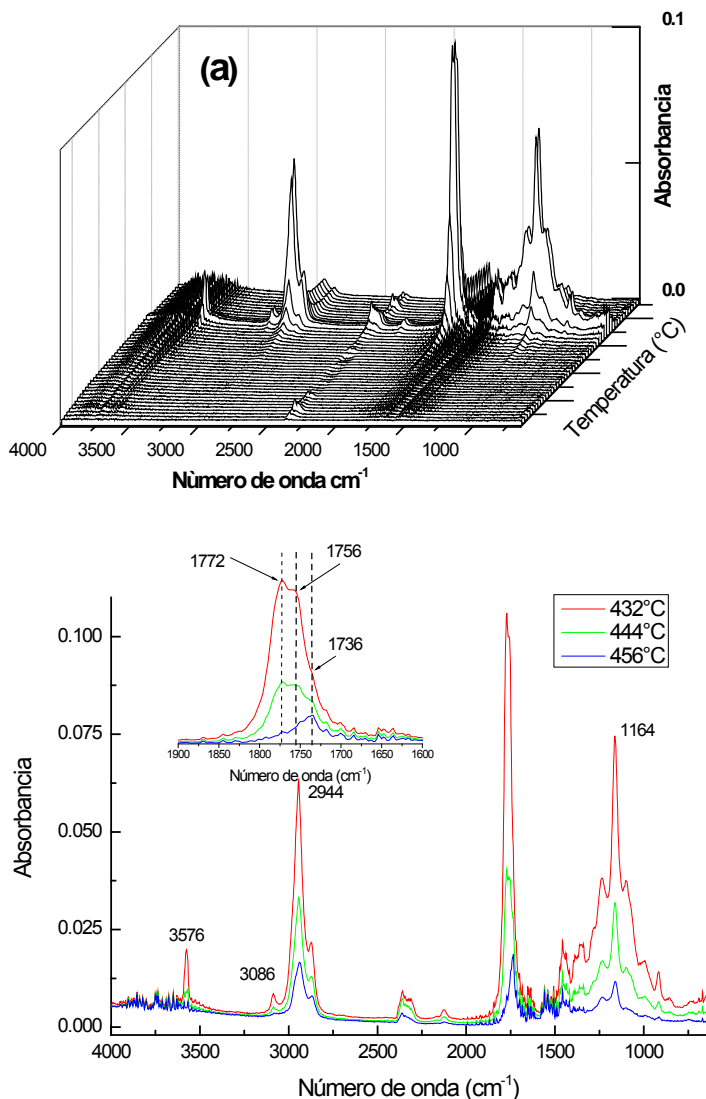 (a)
0.1
Absorbancia
0.0
Temperatura (°C)
4000 3500 3000 2500 2000 1500 1000
Nùmero de onda cm-1
1772
1756
1736
1900 1850 1800 1750 1700 1650 1600
Número de onda (cm-1)
432°C
444°C
456°C
0.100
0.075
0.050
0.025
0.000
Absorbancia
3576
3086
2944
1164
4000 3500 3000 2500 2000 1500 1000
Número de onda (cm-1)